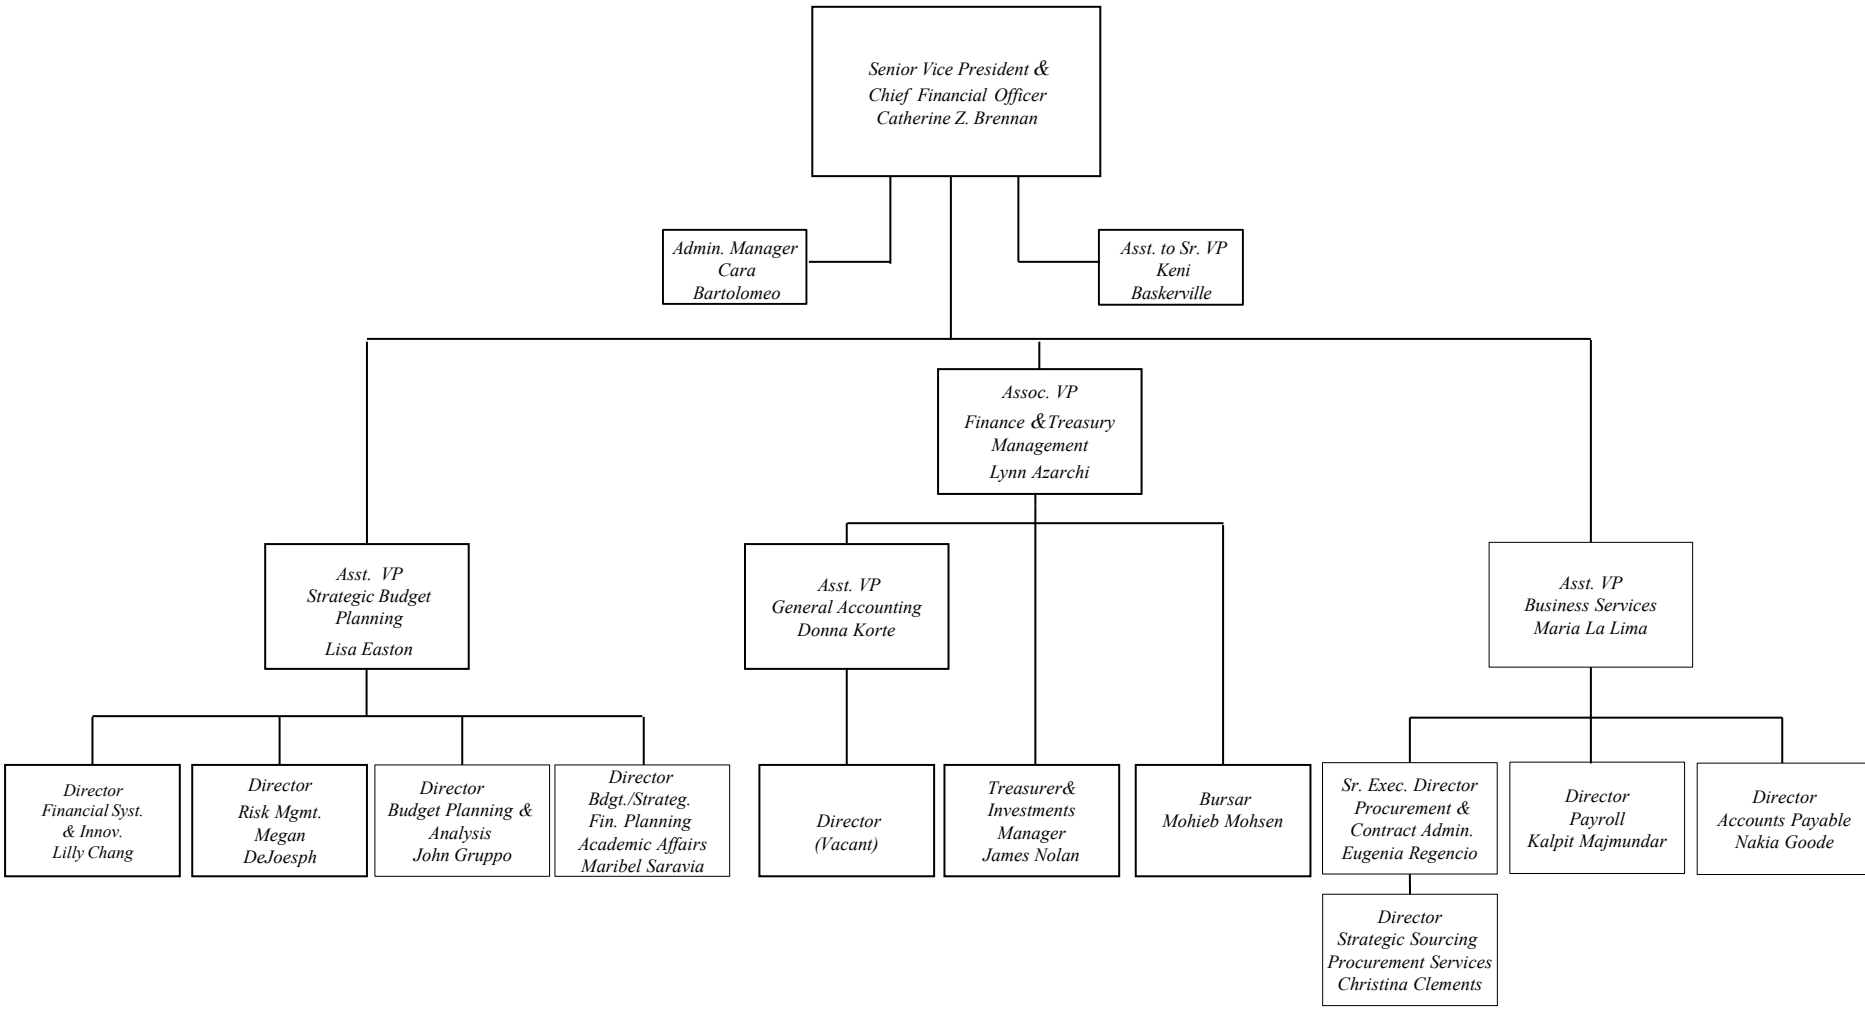 Senior Vice President &
Chief Financial Officer
Catherine Z. Brennan
Admin. Manager
Cara
Bartolomeo
Asst. to Sr. VP
Keni
Baskerville
Assoc. VP
Finance &Treasury
Management
Lynn Azarchi
Asst. VP
Strategic Budget
Planning
Lisa Easton
Asst. VP
General Accounting
Donna Korte
Asst. VP
Business Services
Maria La Lima
Director
Financial Syst.
& Innov.
Lilly Chang
Director
Risk Mgmt.
Megan
DeJoesph
Director
Budget Planning &
Analysis
John Gruppo
Director
Bdgt./Strateg.
Fin. Planning
Academic Affairs
Maribel Saravia
Director
(Vacant)
Treasurer&
Investments
Manager
James Nolan
Bursar
Mohieb Mohsen
Sr. Exec. Director
Procurement &
Contract Admin.
Eugenia Regencio
Director
Payroll
Kalpit Majmundar
Director
Accounts Payable
Nakia Goode
Director
Strategic Sourcing
Procurement Services
Christina Clements